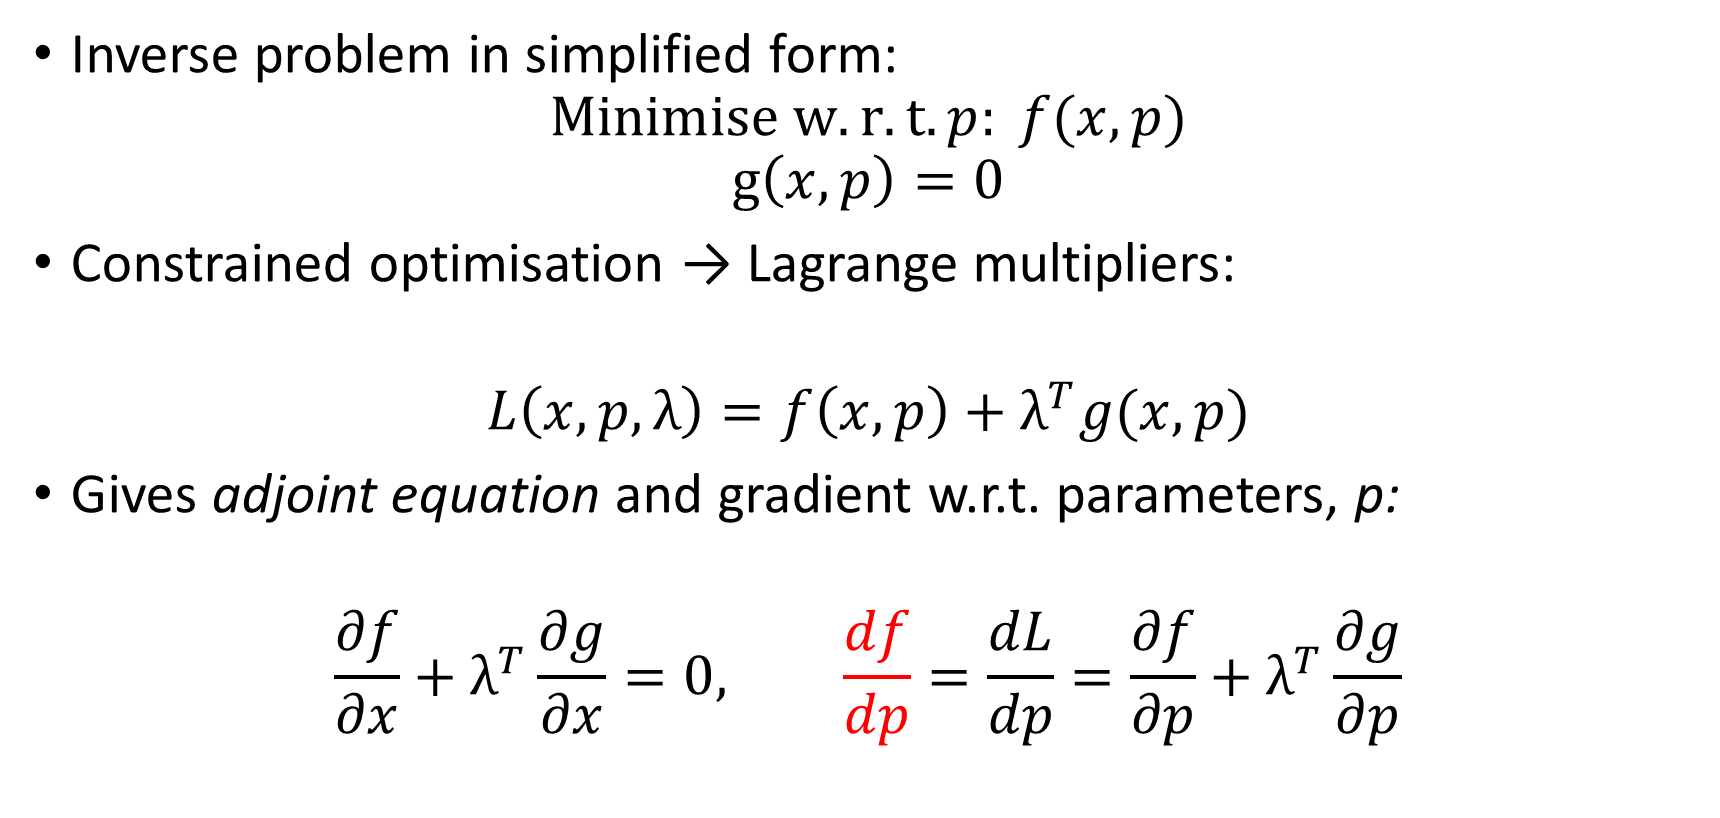 • Inverse problem in simplified form:
Minimise w. r. t. p: f(x, p)
g(x, p) = 0
• Constrained optimisation → Lagrange multipliers:
L(x, p, λ) = f(x, p) + λ^T g(x, p)
• Gives adjoint equation and gradient w.r.t. parameters, p:
∂f/∂x + λ^T ∂g/∂x = 0, df/dp = dL/dp = ∂f/∂p + λ^T ∂g/∂p